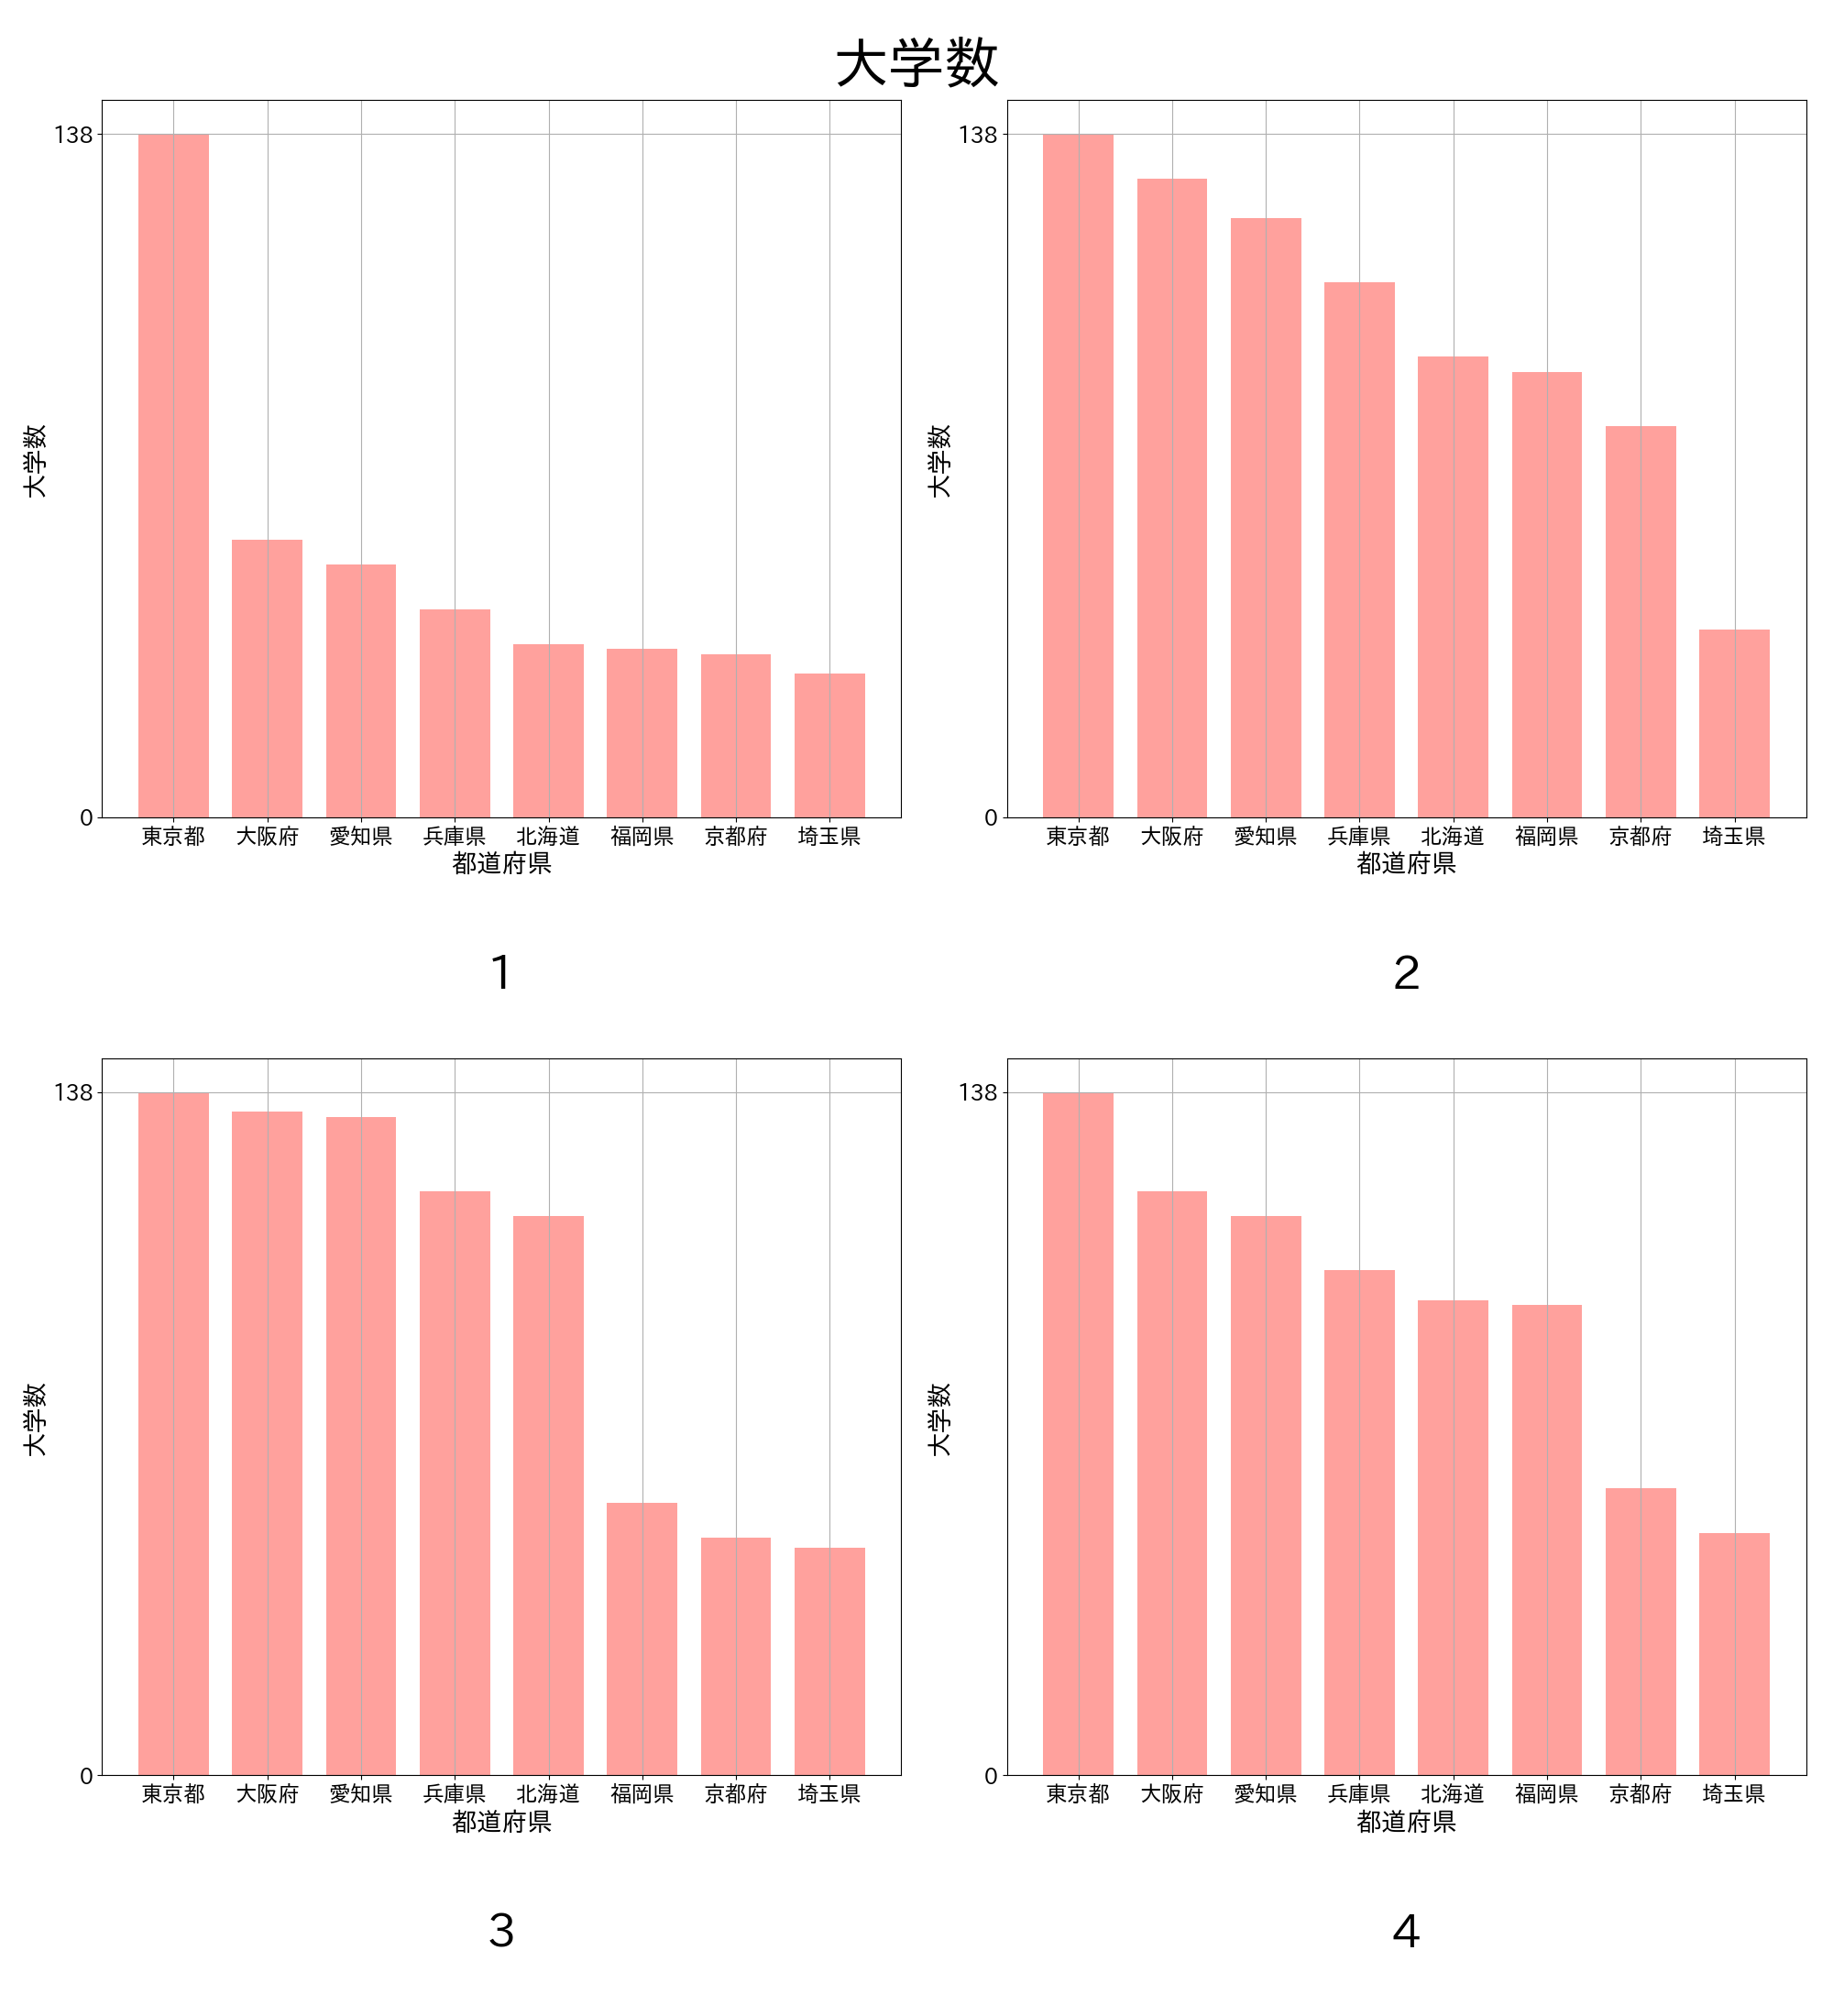 大学数
138
大学数
0
東京都 大阪府 愛知県 兵庫県 北海道 福岡県 京都府 埼玉県
都道府県
1
138
大学数
0
東京都 大阪府 愛知県 兵庫県 北海道 福岡県 京都府 埼玉県
都道府県
2
138
大学数
0
東京都 大阪府 愛知県 兵庫県 北海道 福岡県 京都府 埼玉県
都道府県
3
138
大学数
0
東京都 大阪府 愛知県 兵庫県 北海道 福岡県 京都府 埼玉県
都道府県
4